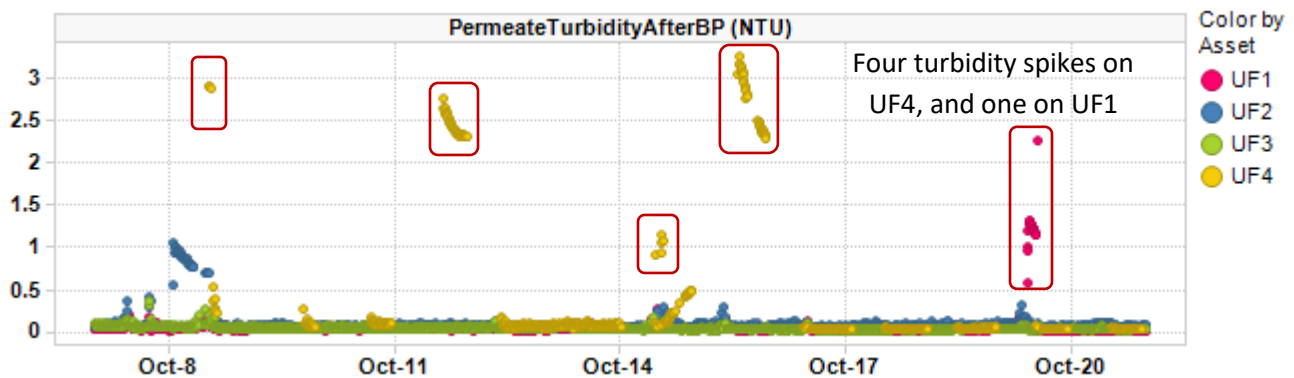 PermeateTurbidityAfterBP (NTU)
Color by
Asset
UF1
UF2
UF3
UF4
Four turbidity spikes on
UF4, and one on UF1
3
2.5
2
1.5
1
0.5
0
Oct-8
Oct-11
Oct-14
Oct-17
Oct-20